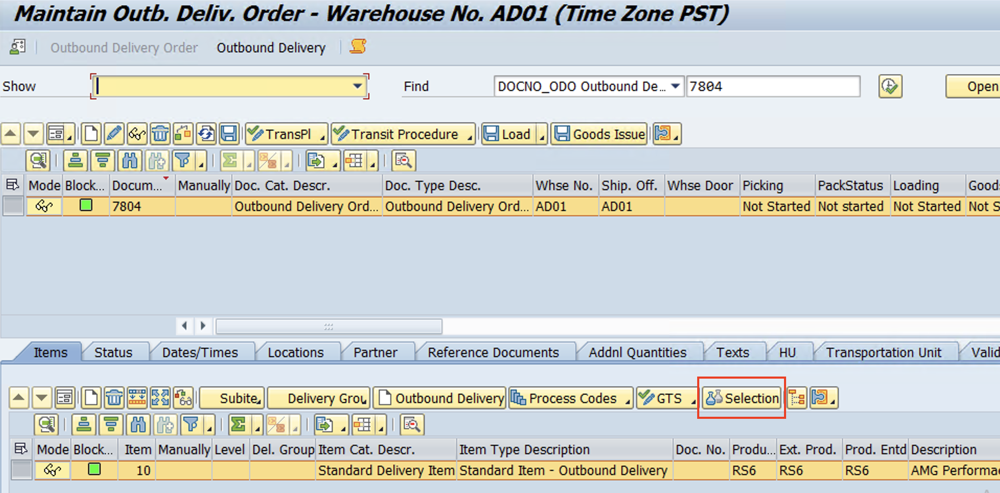 Maintain Outb. Deliv. Order - Warehouse No. AD01 (Time Zone PST)
Outbound Delivery Order Outbound Delivery
Show Find DOCNO_ODO Outbound De... 7804 Open
TransPl Transit Procedure Load Goods Issue
Mode Block... Docum... Manually Doc. Cat. Descr. Doc. Type Desc. Whse No. Ship. Off. Whse Door Picking PackStatus Loading Goods
7804 Outbound Delivery Ord... Outbound Delivery Ord... AD01 AD01 Not Started Not started Not Started Not S
Items Status Dates/Times Locations Partner Reference Documents Addnl Quantities Texts HU Transportation Unit Valid
Subite Delivery Grou Outbound Delivery Process Codes GTS Selection
Mode Block... Item Manually Level Del. Group Item Cat. Descr. Item Type Description Doc. No. Produ... Ext. Prod. Prod. Entd Description
10 Standard Delivery Item Standard Item - Outbound Delivery RS6 RS6 RS6 AMG Performa